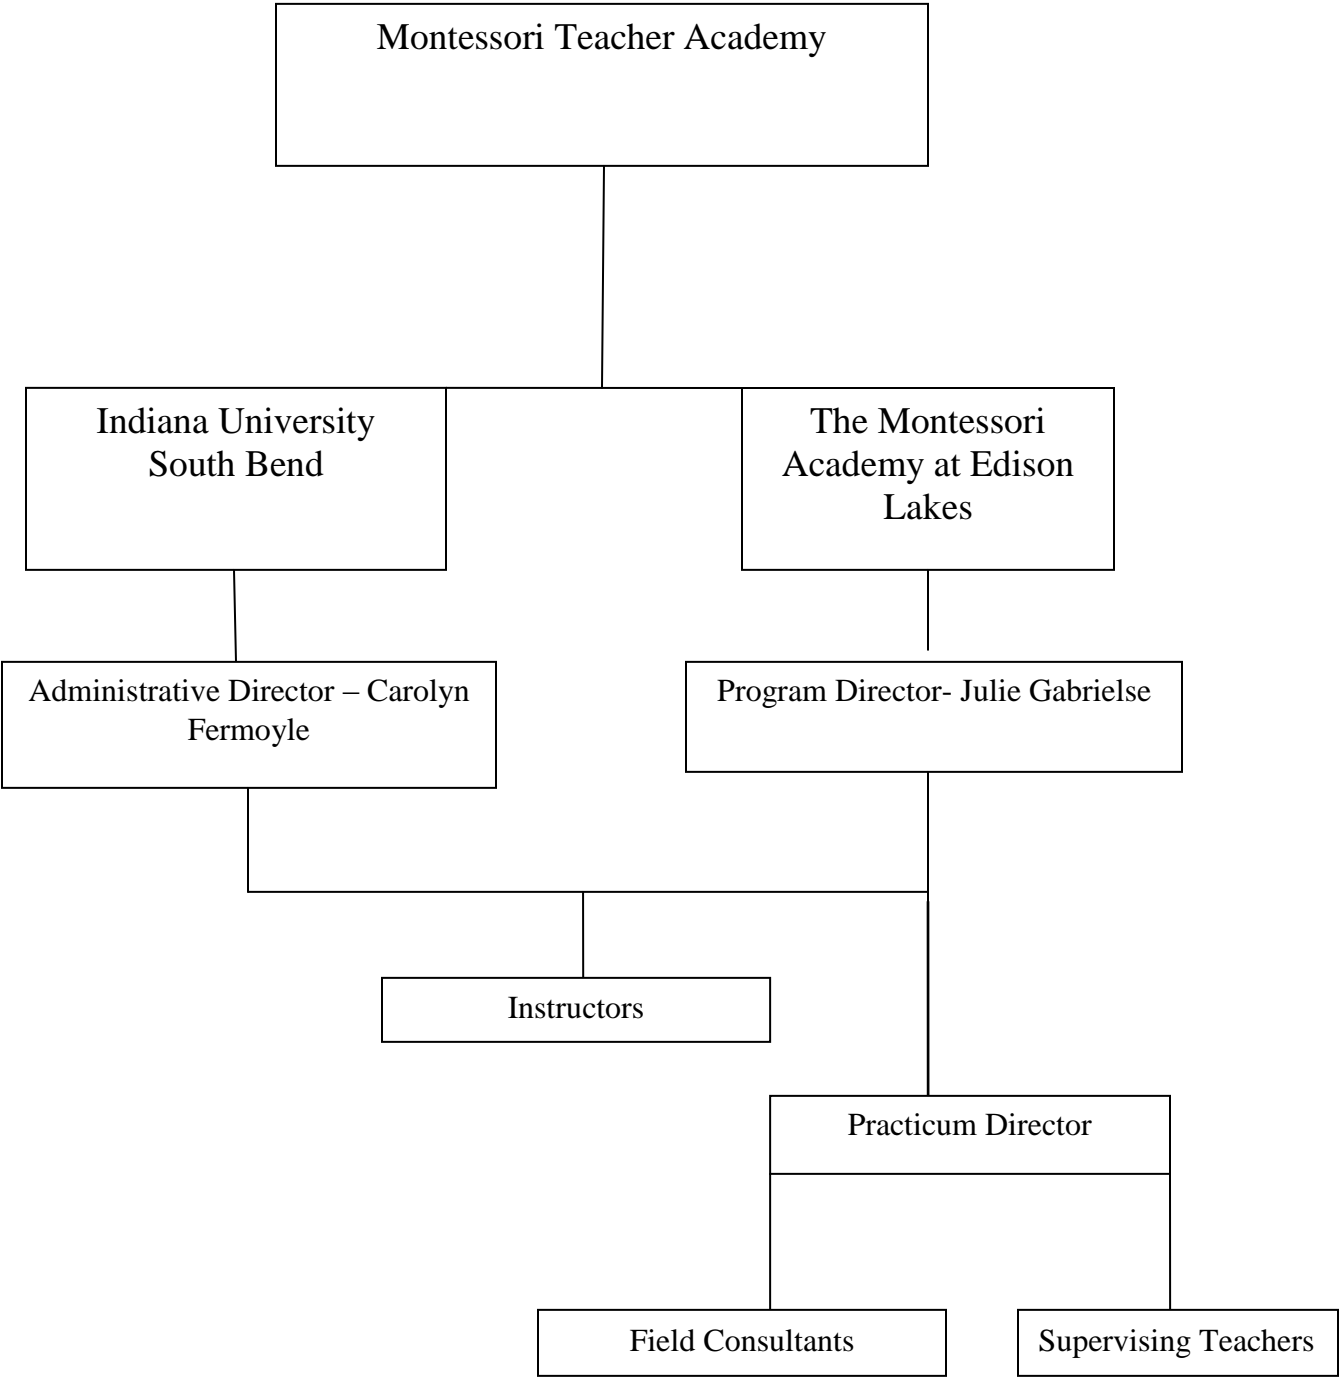 Montessori Teacher Academy
Indiana University
South Bend
The Montessori
Academy at Edison
Lakes
Administrative Director – Carolyn
Fermoyle
Program Director- Julie Gabrielse
Instructors
Practicum Director
Field Consultants
Supervising Teachers